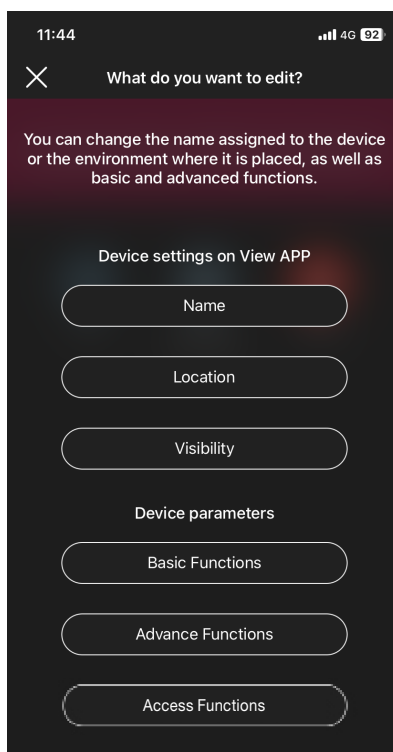 11:44
4G 92
What do you want to edit?
You can change the name assigned to the device
or the environment where it is placed, as well as
basic and advanced functions.
Device settings on View APP
Name
Location
Visibility
Device parameters
Basic Functions
Advance Functions
Access Functions